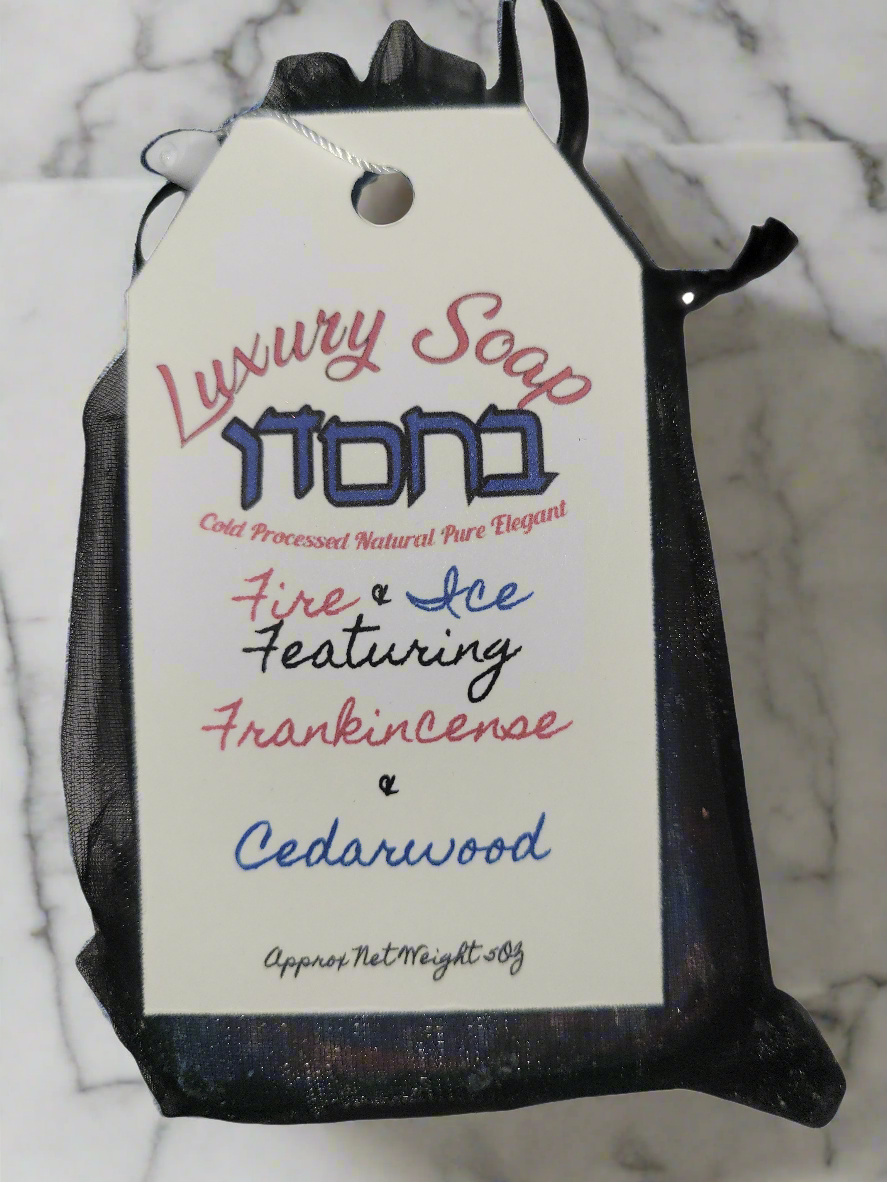 Luxury Soap
בחסדו
Cold Processed Natural Pure Elegant
Fire & Ice
Featuring
Frankincense
&
Cedarwood
Approx Net Weight 5Oz